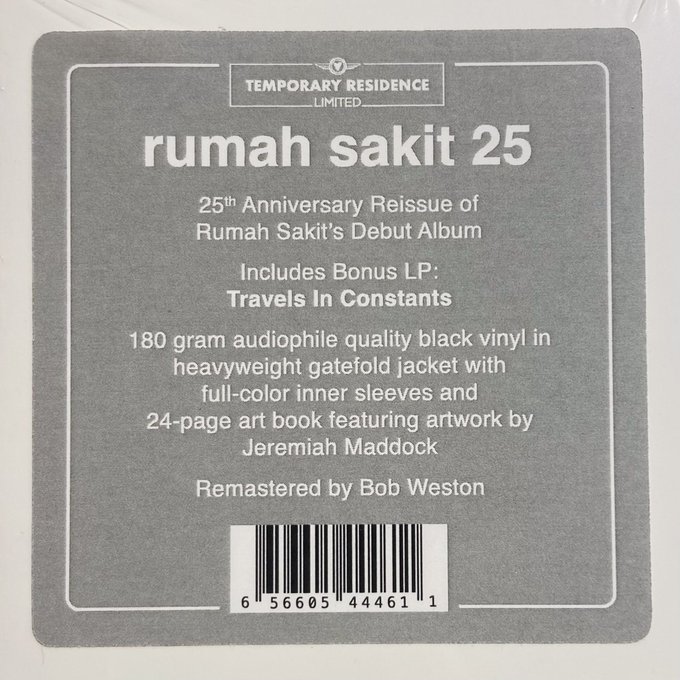 TEMPORARY RESIDENCE
LIMITED
rumah sakit 25
25th Anniversary Reissue of
Rumah Sakit's Debut Album
Includes Bonus LP:
Travels In Constants
180 gram audiophile quality black vinyl in
heavyweight gatefold jacket with
full-color inner sleeves and
24-page art book featuring artwork by
Jeremiah Maddock
Remastered by Bob Weston
6 56605 44461 1